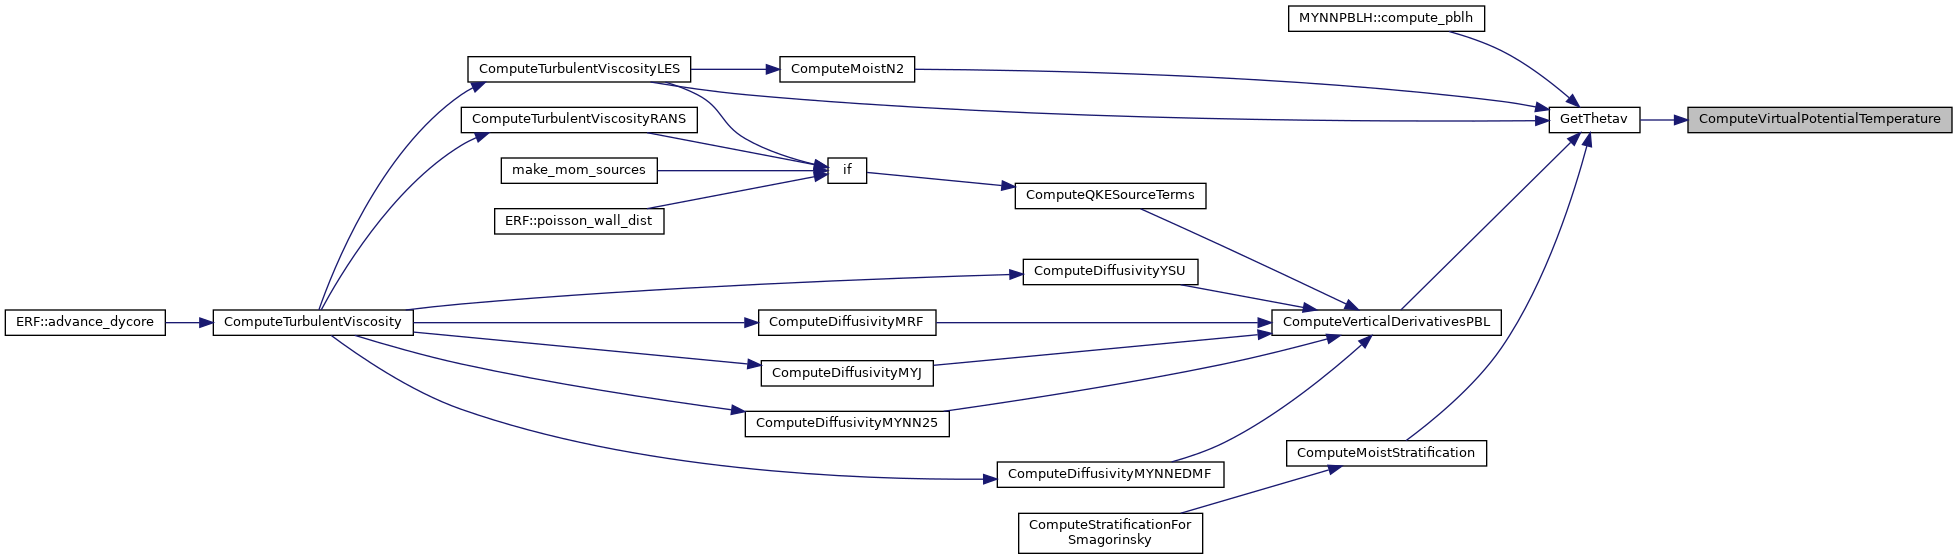 MYNNPBLH::compute_pblh
ComputeTurbulentViscosityLES
ComputeMoistN2
ComputeTurbulentViscosityRANS
GetThetav
ComputeVirtualPotentialTemperature
make_mom_sources
if
ComputeQKESourceTerms
ERF::poisson_wall_dist
ComputeDiffusivityYSU
ERF::advance_dycore
ComputeTurbulentViscosity
ComputeDiffusivityMRF
ComputeVerticalDerivativesPBL
ComputeDiffusivityMYJ
ComputeDiffusivityMYNN25
ComputeMoistStratification
ComputeDiffusivityMYNNEDMF
ComputeStratificationFor
Smagorinsky